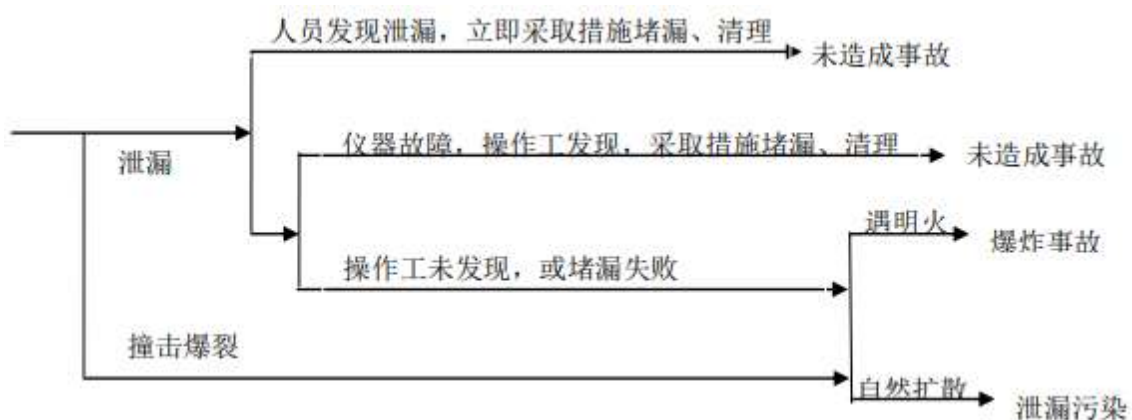 人员发现泄漏，立即采取措施堵漏、清理
未造成事故
泄漏
仪器故障，操作工发现，采取措施堵漏、清理
未造成事故
遇明火
爆炸事故
操作工未发现，或堵漏失败
撞击爆裂
自然扩散
泄漏污染